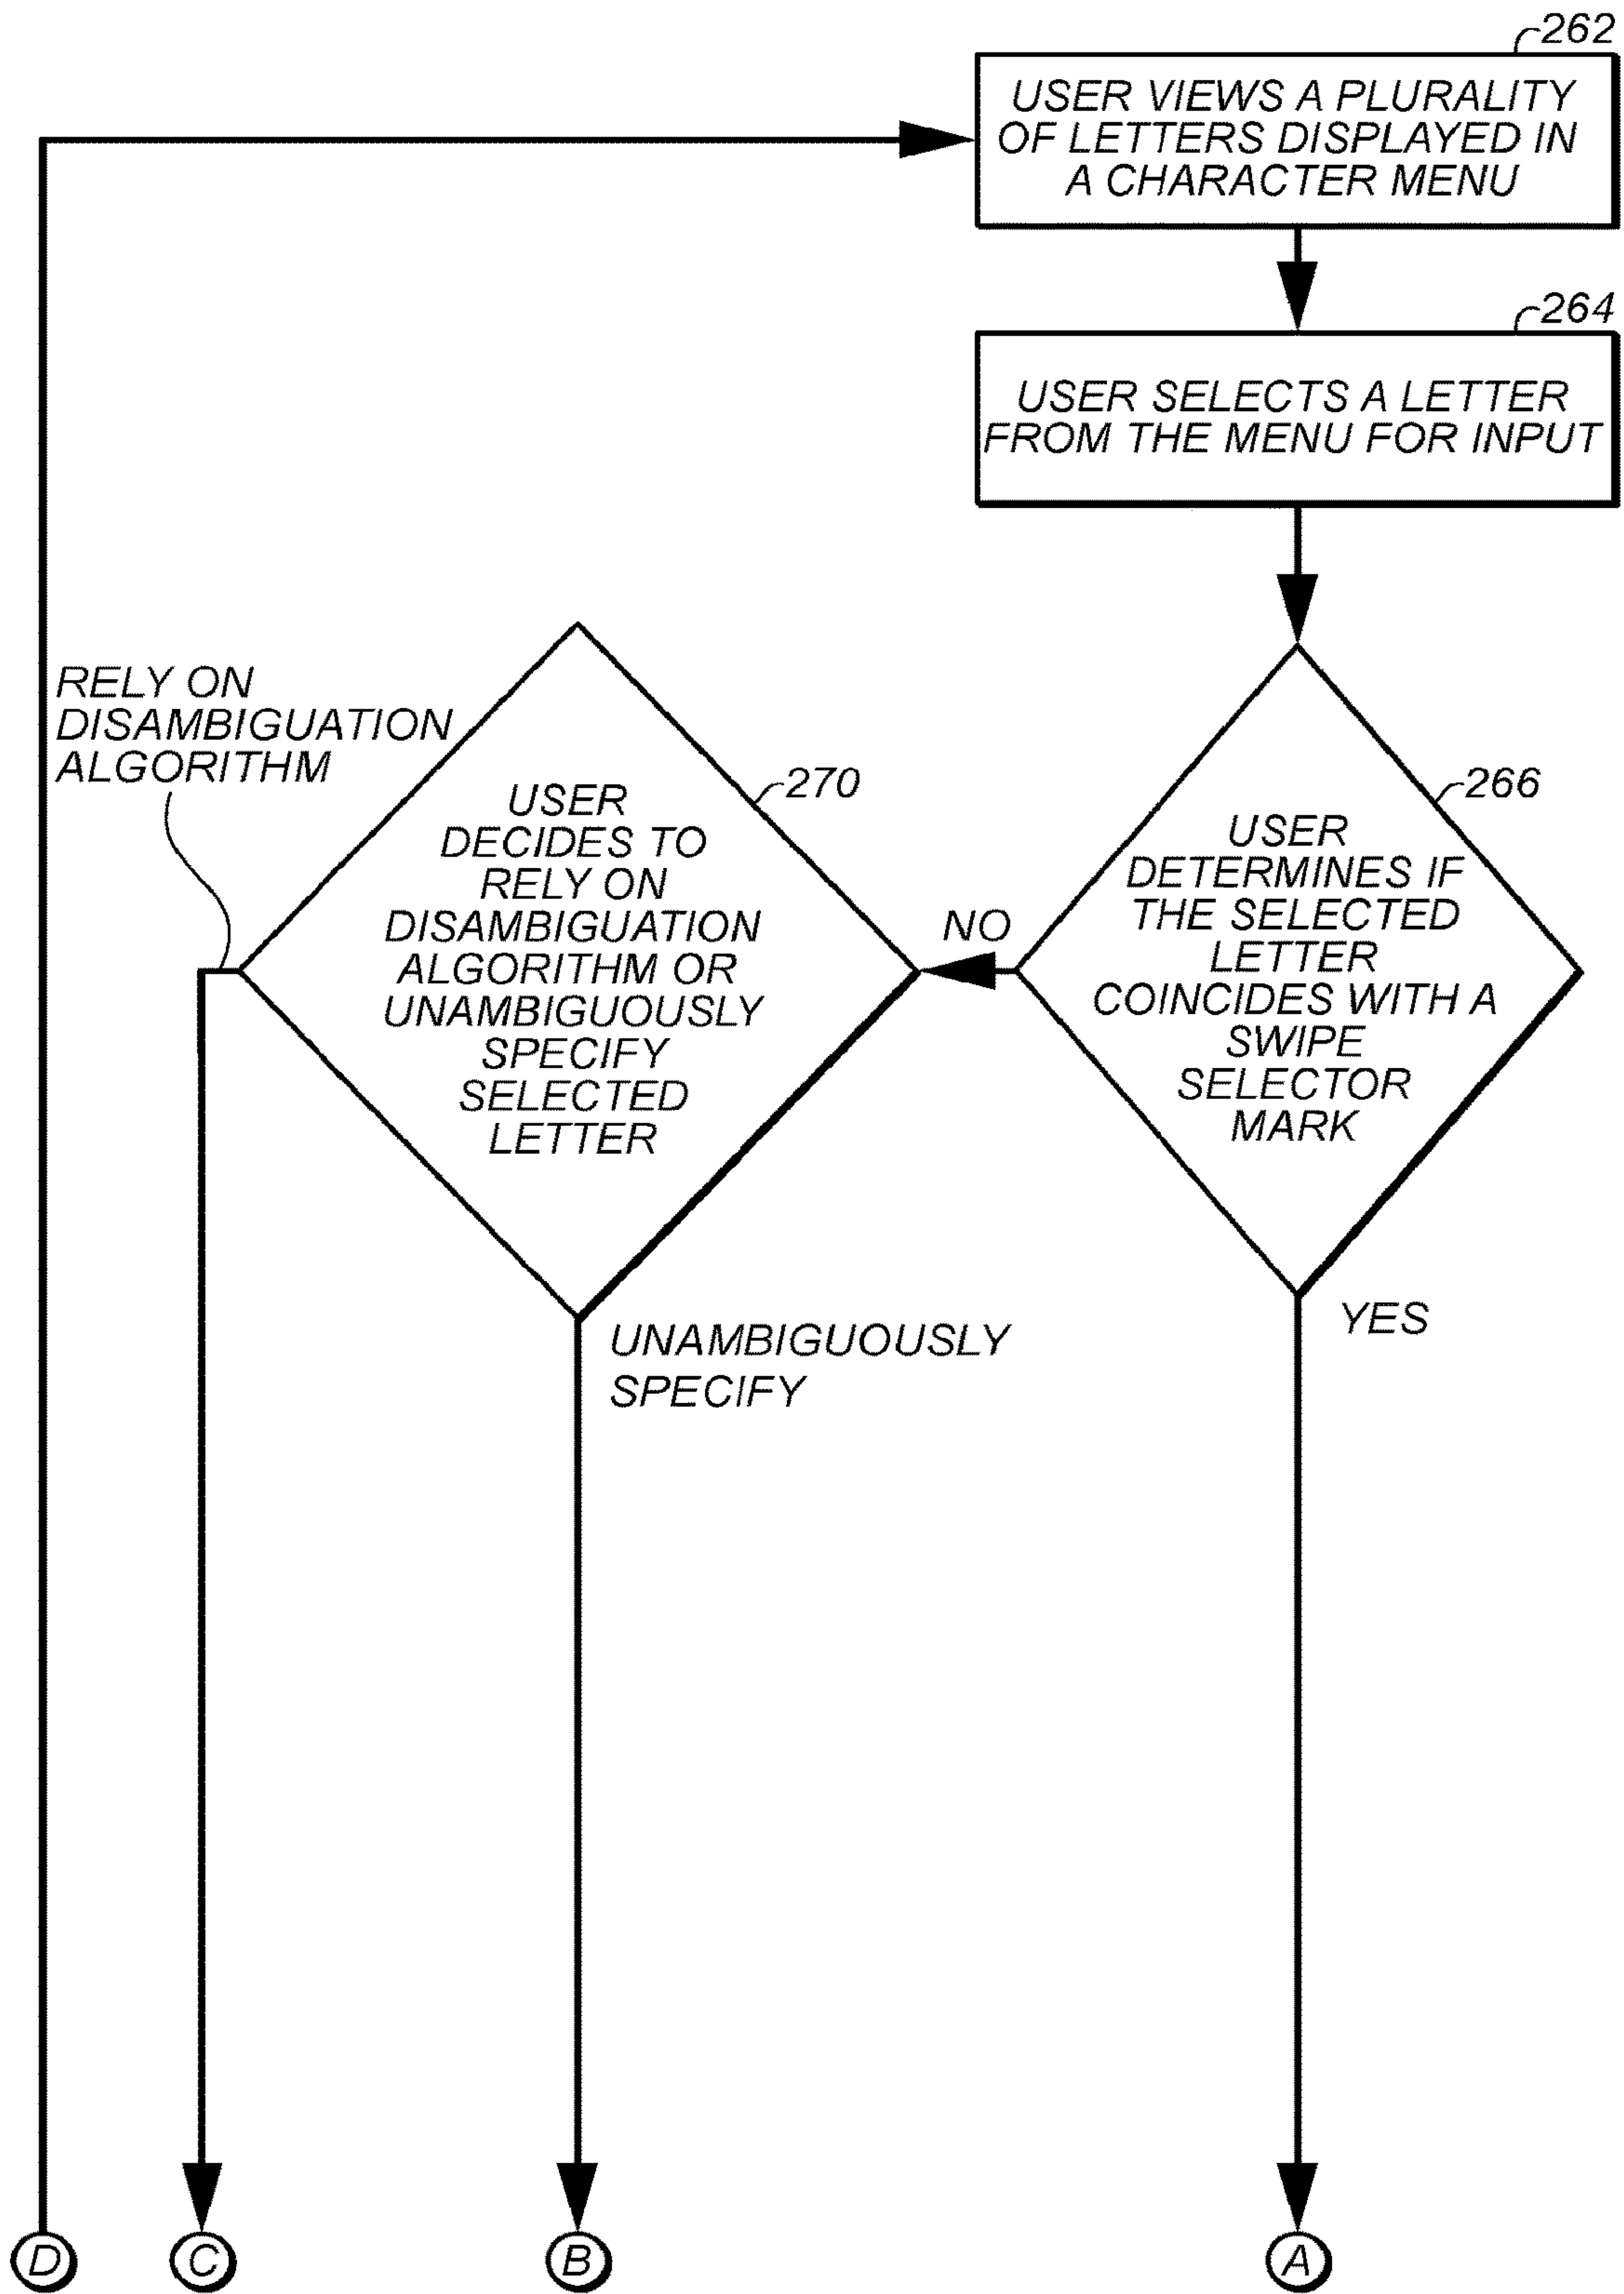 262
USER VIEWS A PLURALITY
OF LETTERS DISPLAYED IN
A CHARACTER MENU
264
USER SELECTS A LETTER
FROM THE MENU FOR INPUT
RELY ON
DISAMBIGUATION
ALGORITHM
270
USER
DECIDES TO
RELY ON
DISAMBIGUATION
ALGORITHM OR
UNAMBIGUOUSLY
SPECIFY
SELECTED
LETTER
NO
266
USER
DETERMINES IF
THE SELECTED
LETTER
COINCIDES WITH A
SWIPE
SELECTOR
MARK
UNAMBIGUOUSLY
SPECIFY
YES
D
C
B
A